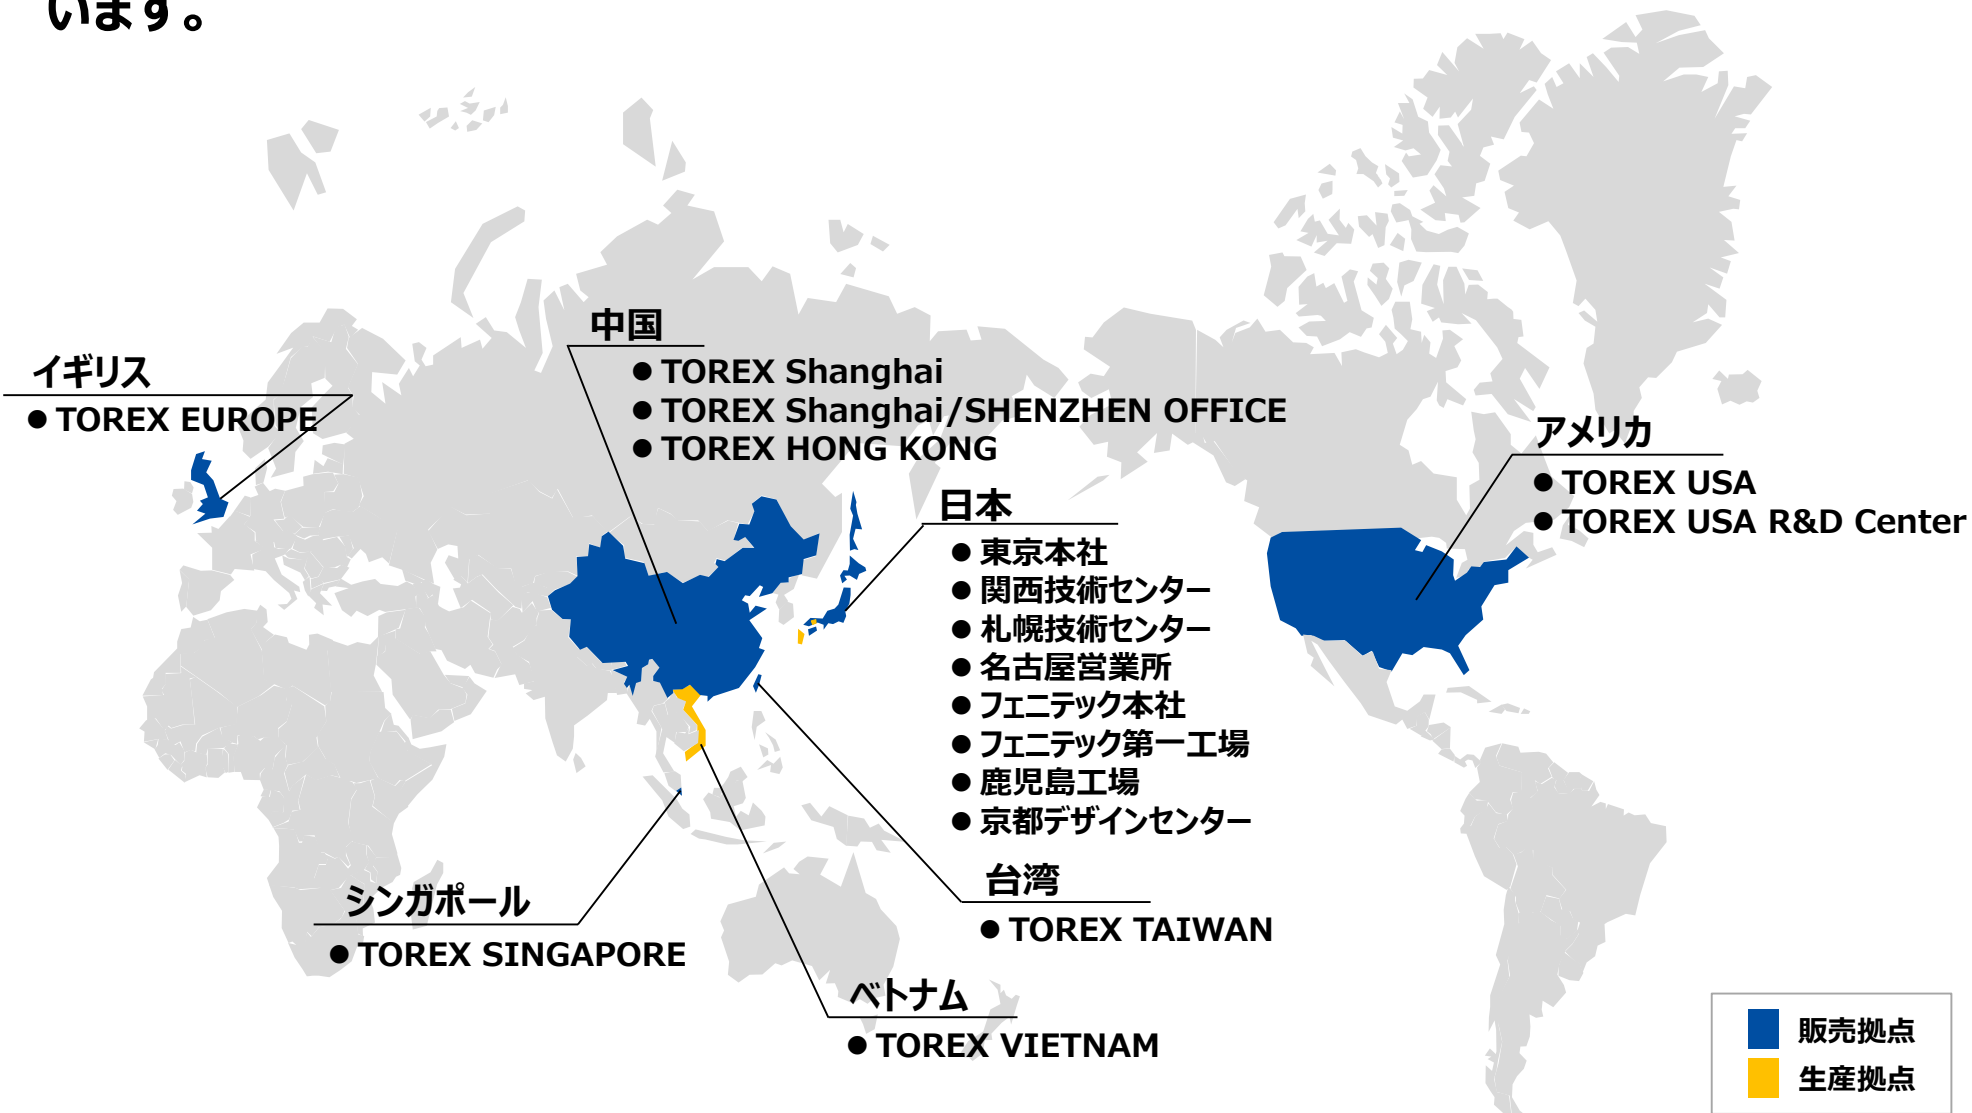 います。
中国
● TOREX Shanghai
● TOREX Shanghai/SHENZHEN OFFICE
● TOREX HONG KONG
イギリス
● TOREX EUROPE
アメリカ
● TOREX USA
● TOREX USA R&D Center
日本
● 東京本社
● 関西技術センター
● 札幌技術センター
● 名古屋営業所
● フェニテック本社
● フェニテック第一工場
● 鹿児島工場
● 京都デザインセンター
台湾
● TOREX TAIWAN
シンガポール
● TOREX SINGAPORE
ベトナム
● TOREX VIETNAM
販売拠点
生産拠点